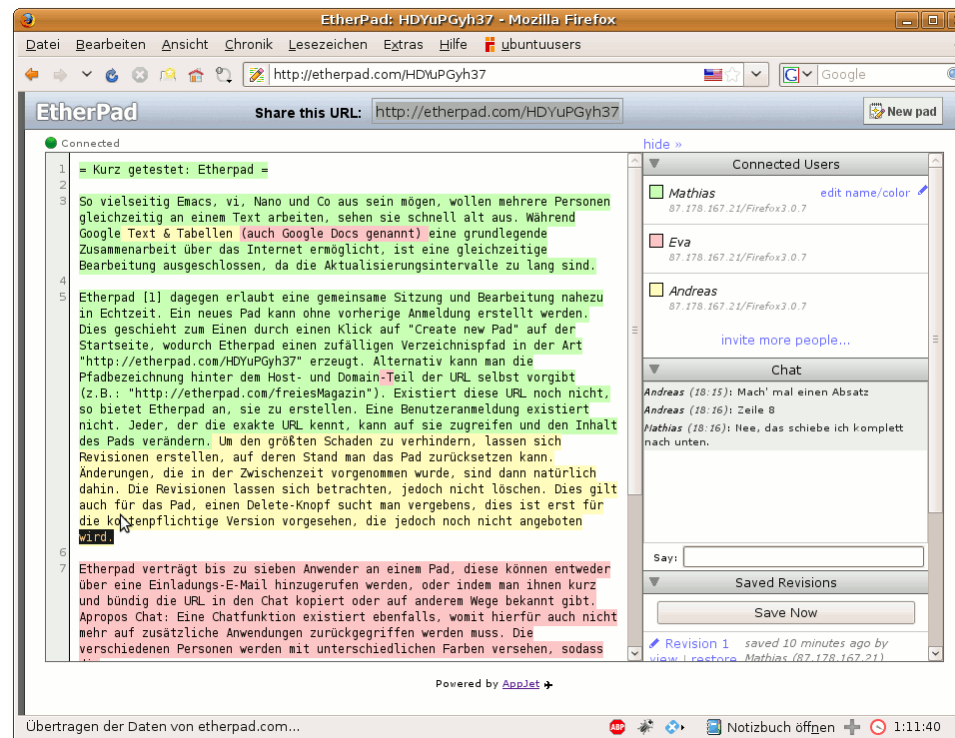 EtherPad: HDYuPGyh37 - Mozilla Firefox
Datei Bearbeiten Ansicht Chronik Lesezeichen Extras Hilfe ubuntuusers
http://etherpad.com/HDYuPGyh37
Google
EtherPad
Share this URL: http://etherpad.com/HDYuPGyh37
New pad
Connected
hide »
1 = Kurz getestet: Etherpad =
2
3 So vielseitig Emacs, vi, Nano und Co aus sein mögen, wollen mehrere Personen
gleichzeitig an einem Text arbeiten, sehen sie schnell alt aus. Während
Google Text & Tabellen (auch Google Docs genannt) eine grundlegende
Zusammenarbeit über das Internet ermöglicht, ist eine gleichzeitige
Bearbeitung ausgeschlossen, da die Aktualisierungsintervalle zu lang sind.
4
5 Etherpad [1] dagegen erlaubt eine gemeinsame Sitzung und Bearbeitung nahezu
in Echtzeit. Ein neues Pad kann ohne vorherige Anmeldung erstellt werden.
Dies geschieht zum Einen durch einen Klick auf "Create new Pad" auf der
Startseite, wodurch Etherpad einen zufälligen Verzeichnispfad in der Art
"http://etherpad.com/HDYuPGyh37" erzeugt. Alternativ kann man die
Pfadbezeichnung hinter dem Host- und Domain-Teil der URL selbst vorgibt
(z.B.: "http://etherpad.com/freiesMagazin"). Existiert diese URL noch nicht,
so bietet Etherpad an, sie zu erstellen. Eine Benutzeranmeldung existiert
nicht. Jeder, der die exakte URL kennt, kann auf sie zugreifen und den Inhalt
des Pads verändern. Um den größten Schaden zu verhindern, lassen sich
Revisionen erstellen, auf deren Stand man das Pad zurücksetzen kann.
Änderungen, die in der Zwischenzeit vorgenommen wurde, sind dann natürlich
dahin. Die Revisionen lassen sich betrachten, jedoch nicht löschen. Dies gilt
auch für das Pad, einen Delete-Knopf sucht man vergebens, dies ist erst für
die kostenpflichtige Version vorgesehen, die jedoch noch nicht angeboten
wird.
6
7 Etherpad verträgt bis zu sieben Anwender an einem Pad, diese können entweder
über eine Einladungs-E-Mail hinzugerufen werden, oder indem man ihnen kurz
und bündig die URL in den Chat kopiert oder auf anderem Wege bekannt gibt.
Apropos Chat: Eine Chatfunktion existiert ebenfalls, womit hierfür auch nicht
mehr auf zusätzliche Anwendungen zurückgegriffen werden muss. Die
verschiedenen Personen werden mit unterschiedlichen Farben versehen, sodass
Connected Users
Mathias edit name/color
87.178.167.21/Firefox3.0.7
Eva
87.178.167.21/Firefox3.0.7
Andreas
87.178.167.21/Firefox3.0.7
invite more people...
Chat
Andreas (18:15): Mach' mal einen Absatz
Andreas (18:16): Zeile 8
Mathias (18:16): Nee, das schiebe ich komplett
nach unten.
Say:
Saved Revisions
Save Now
Revision 1 saved 10 minutes ago by
view | restore Mathias (87.178.167.21)
Powered by AppJet
Übertragen der Daten von etherpad.com...
ABP
Notizbuch öffnen
1:11:40